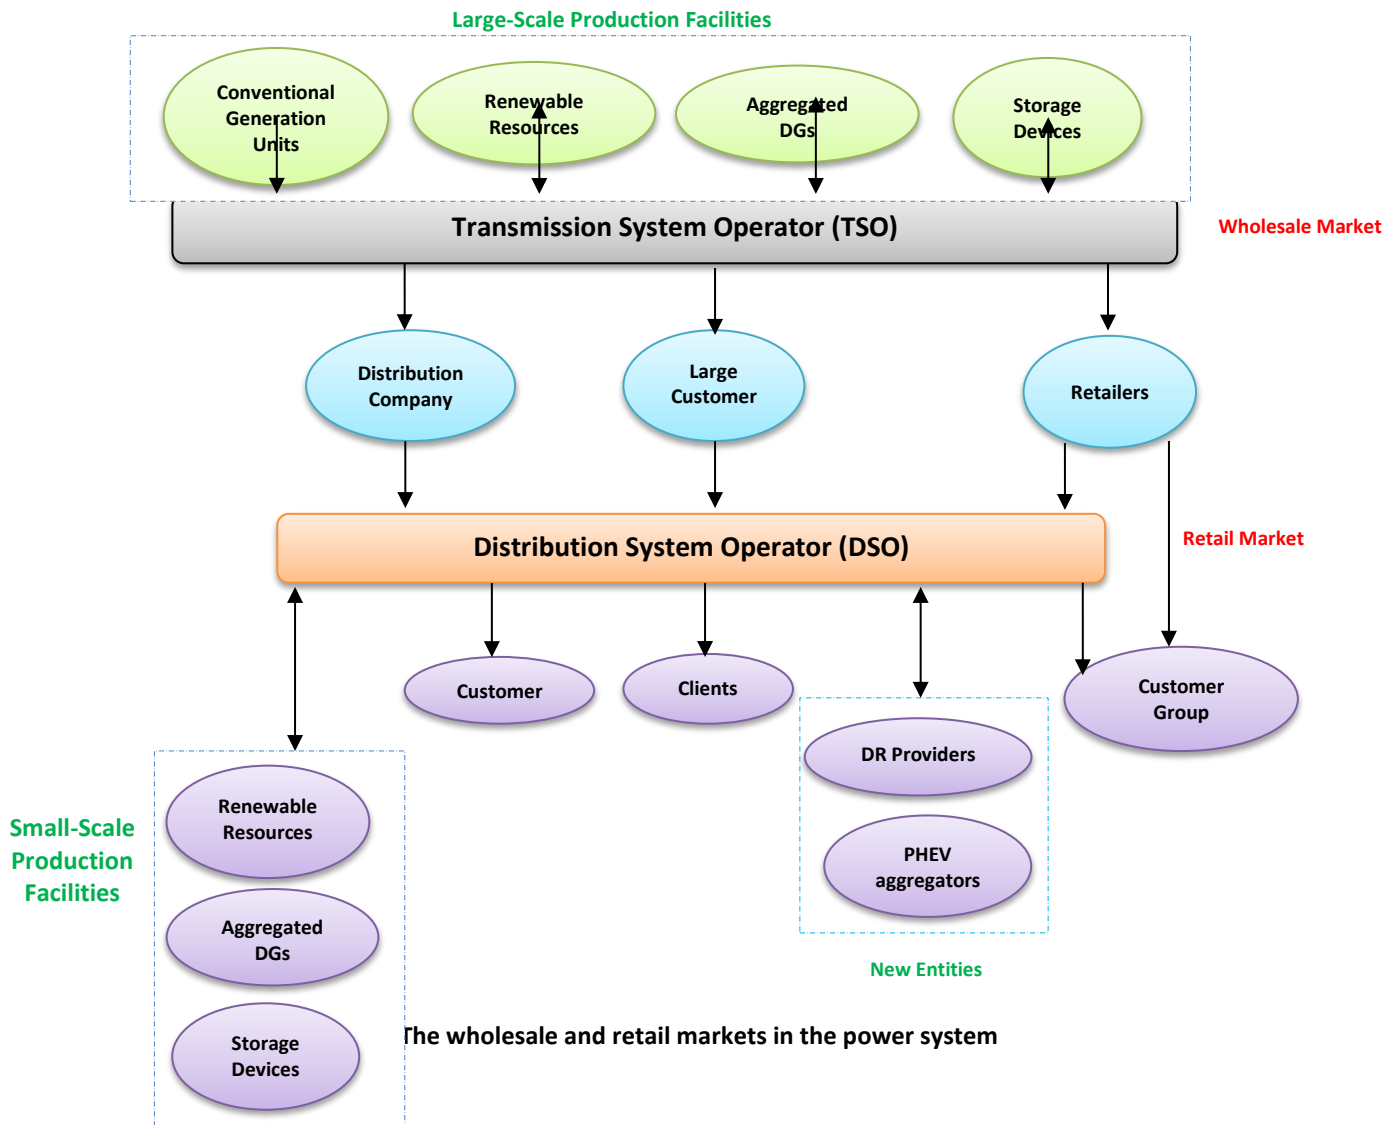 Large-Scale Production Facilities
Conventional
Generation
Units
Renewable
Resources
Aggregated
DGs
Storage
Devices
Transmission System Operator (TSO)
Wholesale Market
Distribution
Company
Large
Customer
Retailers
Distribution System Operator (DSO)
Retail Market
Customer
Clients
Customer
Group
DR Providers
PHEV
aggregators
New Entities
Small-Scale
Production
Facilities
Renewable
Resources
Aggregated
DGs
Storage
Devices
The wholesale and retail markets in the power system